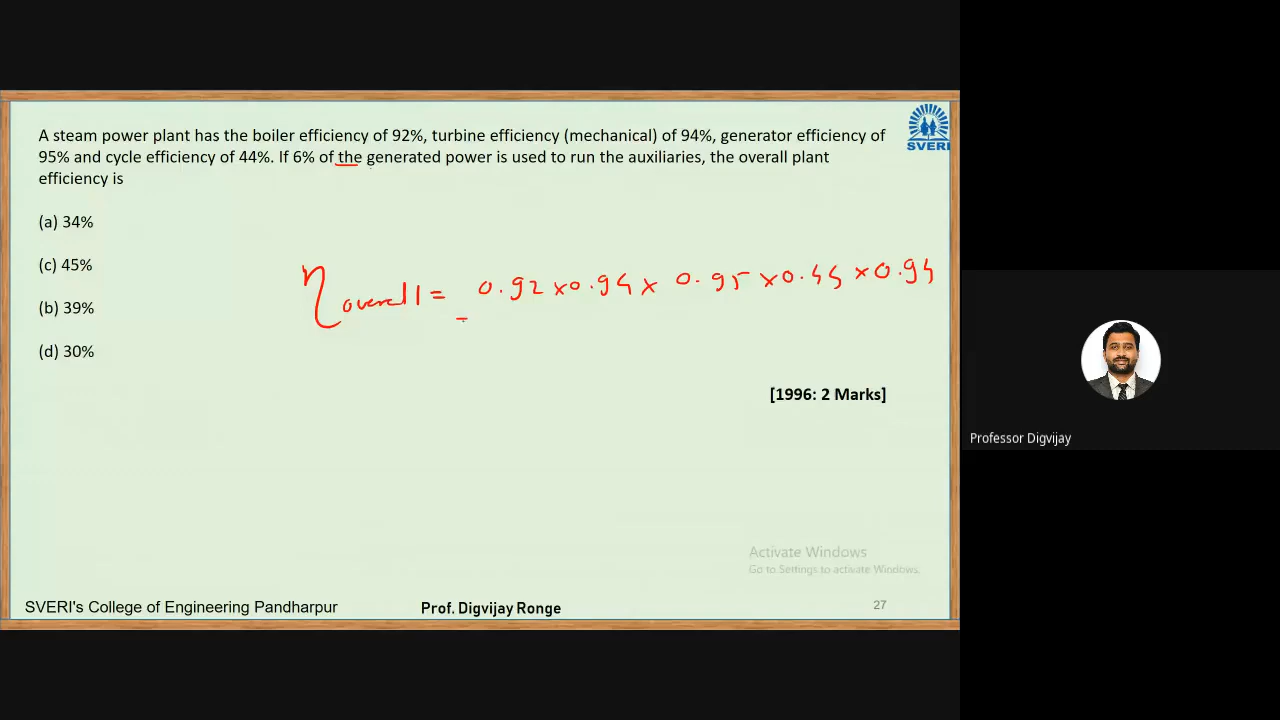 A steam power plant has the boiler efficiency of 92%, turbine efficiency (mechanical) of 94%, generator efficiency of
95% and cycle efficiency of 44%. If 6% of the generated power is used to run the auxiliaries, the overall plant
efficiency is
SVERI
(a) 34%
(c) 45%
(b) 39%
(d) 30%
η overall = 0.92 × 0.94 × 0.95 × 0.44 × 0.94
=
[1996: 2 Marks]
Professor Digvijay
Activate Windows
Go to Settings to activate Windows.
SVERI's College of Engineering Pandharpur
Prof. Digvijay Ronge
27